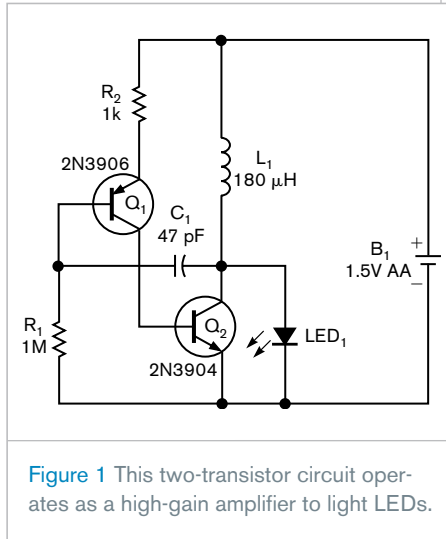 R2
1k
2N3906
Q1
C1
47 pF
L1
180 μH
B1
1.5V AA
+
−
R1
1M
Q2
2N3904
LED1
Figure 1 This two-transistor circuit oper-
ates as a high-gain amplifier to light LEDs.